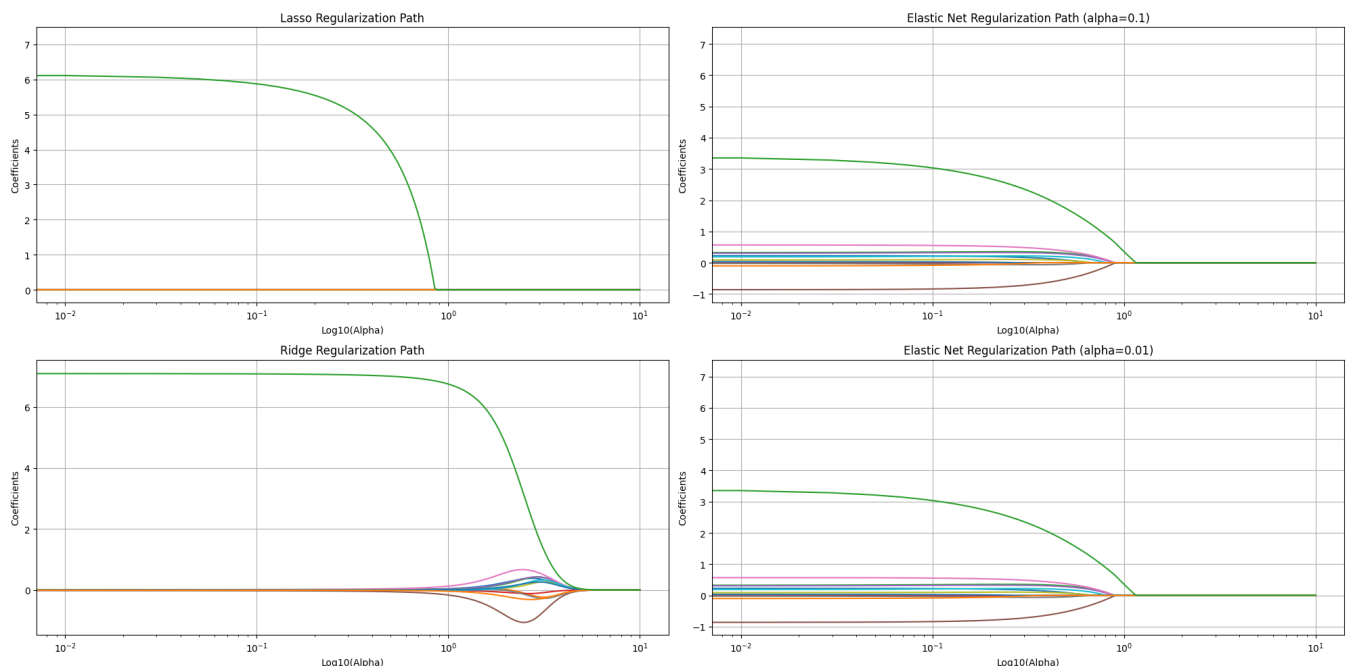 Lasso Regularization Path
7
6
5
4
3
2
1
0
Coefficients
10⁻² 10⁻¹ 10⁰ 10¹
Log10(Alpha)
Elastic Net Regularization Path (alpha=0.1)
7
6
5
4
3
2
1
0
−1
Coefficients
10⁻² 10⁻¹ 10⁰ 10¹
Log10(Alpha)
Ridge Regularization Path
6
4
2
0
Coefficients
10⁻² 10⁻¹ 10⁰ 10¹
Log10(Alpha)
Elastic Net Regularization Path (alpha=0.01)
7
6
5
4
3
2
1
0
−1
Coefficients
10⁻² 10⁻¹ 10⁰ 10¹
Log10(Alpha)